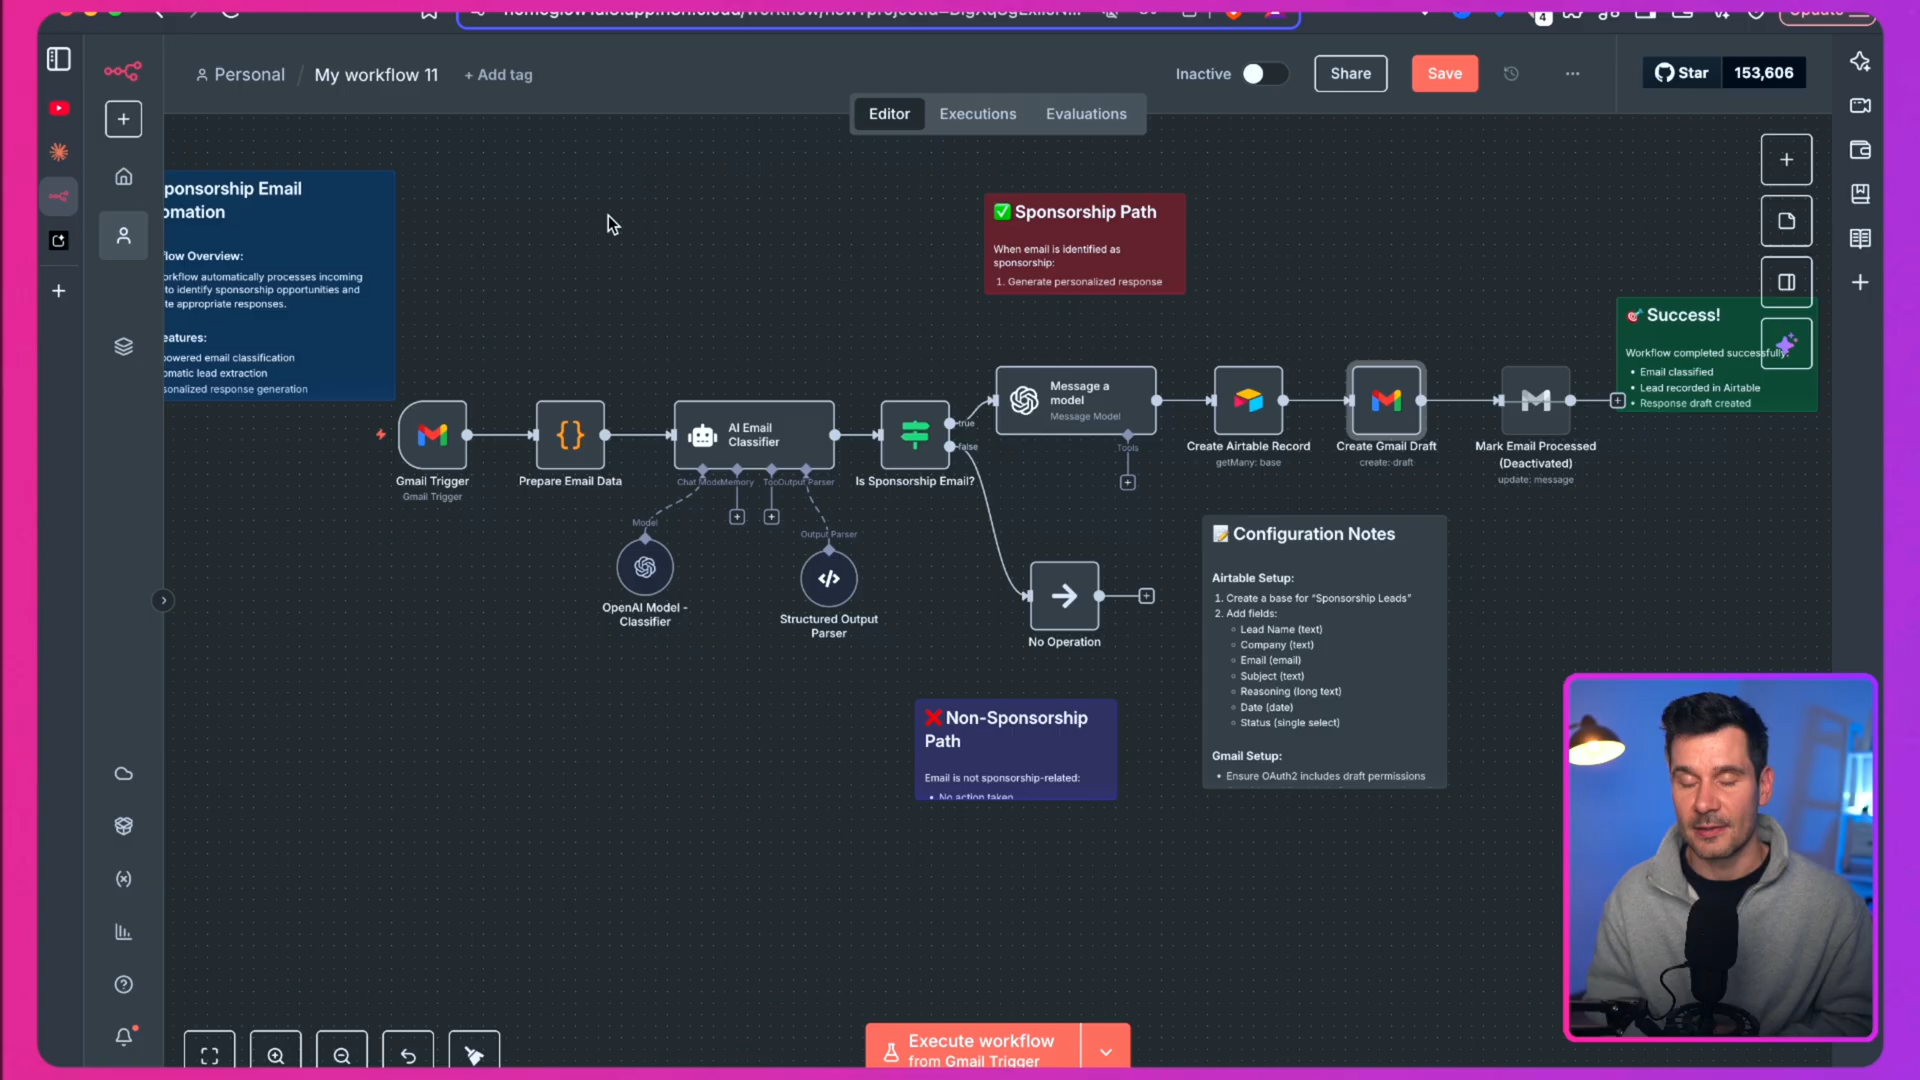 Personal / My workflow 11 + Add tag
Inactive
Share
Save
Star 153,606
Editor Executions Evaluations
ponsorship Email
omation
low Overview:
orkflow automatically processes incoming
to identify sponsorship opportunities and
te appropriate responses.
eatures:
powered email classification
omatic lead extraction
sonalized response generation
✅ Sponsorship Path
When email is identified as
sponsorship:
1. Generate personalized response
🎯 Success!
Workflow completed successfully:
• Email classified
• Lead recorded in Airtable
• Response draft created
Gmail Trigger
Gmail Trigger
Prepare Email Data
AI Email
Classifier
Memory
Output Parser
Is Sponsorship Email?
true
false
Message a
model
Message Model
Tools
Create Airtable Record
getMany: base
Create Gmail Draft
create: draft
Mark Email Processed
(Deactivated)
update: message
Model
OpenAI Model -
Classifier
Output Parser
Structured Output
Parser
No Operation
📝 Configuration Notes
Airtable Setup:
1. Create a base for “Sponsorship Leads”
2. Add fields:
○ Lead Name (text)
○ Company (text)
○ Email (email)
○ Subject (text)
○ Reasoning (long text)
○ Date (date)
○ Status (single select)
Gmail Setup:
• Ensure OAuth2 includes draft permissions
❌ Non-Sponsorship
Path
Email is not sponsorship-related:
• No action taken
Execute workflow
from Gmail Trigger
4